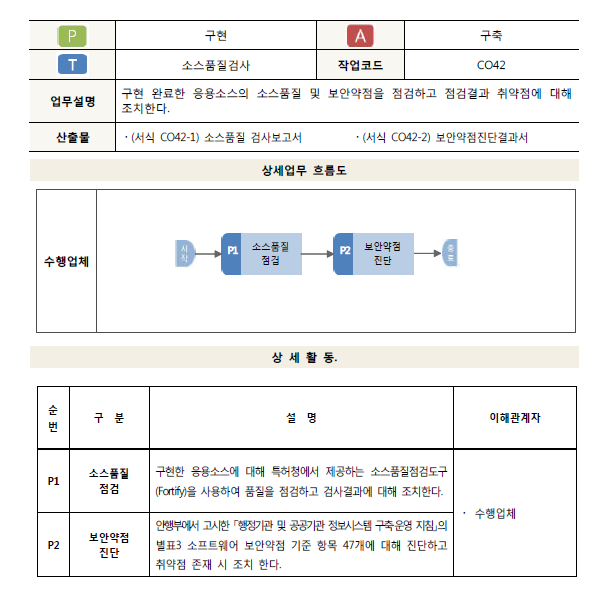 P 구현 A 구축
T 소스품질검사 작업코드 CO42
업무설명 구현 완료한 응용소스의 소스품질 및 보안약점을 점검하고 점검결과 취약점에 대해
조치한다.
산출물 · (서식 CO42-1) 소스품질 검사보고서 · (서식 CO42-2) 보안약점진단결과서
상세업무 흐름도
수행업체
시작
P1 소스품질
점검
P2 보안약점
진단
종료
상 세 활 동.
순
번
구 분
설 명
이해관계자
P1
소스품질
점검
구현한 응용소스에 대해 특허청에서 제공하는 소스품질점검도구
(Fortify)을 사용하여 품질을 점검하고 검사결과에 대해 조치한다.
· 수행업체
P2
보안약점
진단
안행부에서 고시한 「행정기관 및 공공기관 정보시스템 구축운영 지침」의
별표3 소프트웨어 보안약점 기준 항목 47개에 대해 진단하고
취약점 존재 시 조치 한다.